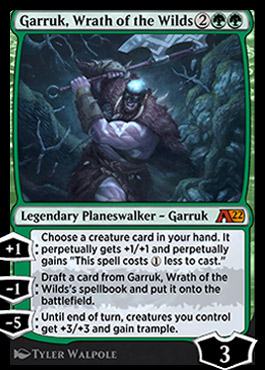 Garruk, Wrath of the Wilds 2
Legendary Planeswalker – Garruk A22
+1 Choose a creature card in your hand. It
perpetually gets +1/+1 and perpetually
gains "This spell costs 1 less to cast."
-1 Draft a card from Garruk, Wrath of the
Wilds's spellbook and put it onto the
battlefield.
-5 Until end of turn, creatures you control
get +3/+3 and gain trample.
Tyler Walpole
3